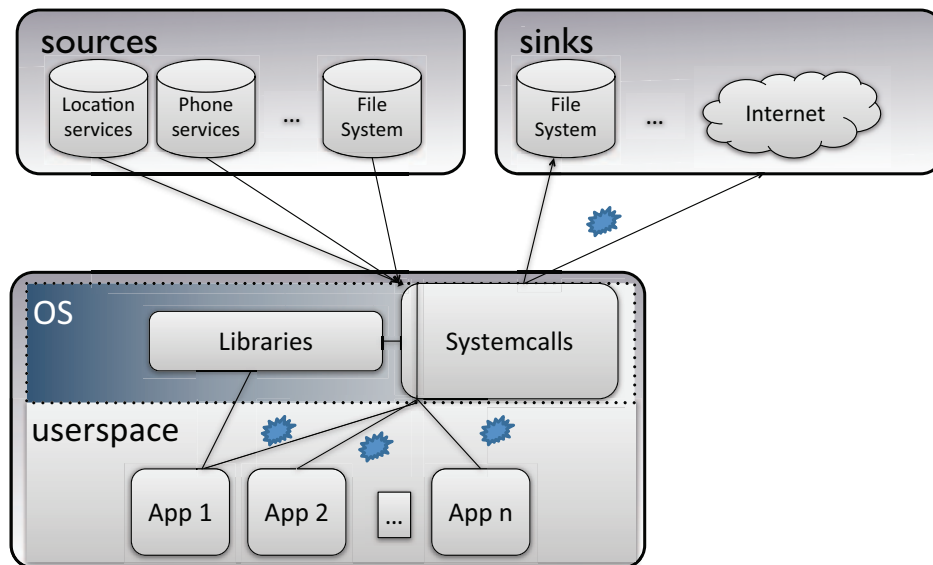 sources
Location
services
Phone
services
...
File
System
sinks
File
System
...
Internet
OS
Libraries
Systemcalls
userspace
App 1
App 2
...
App n